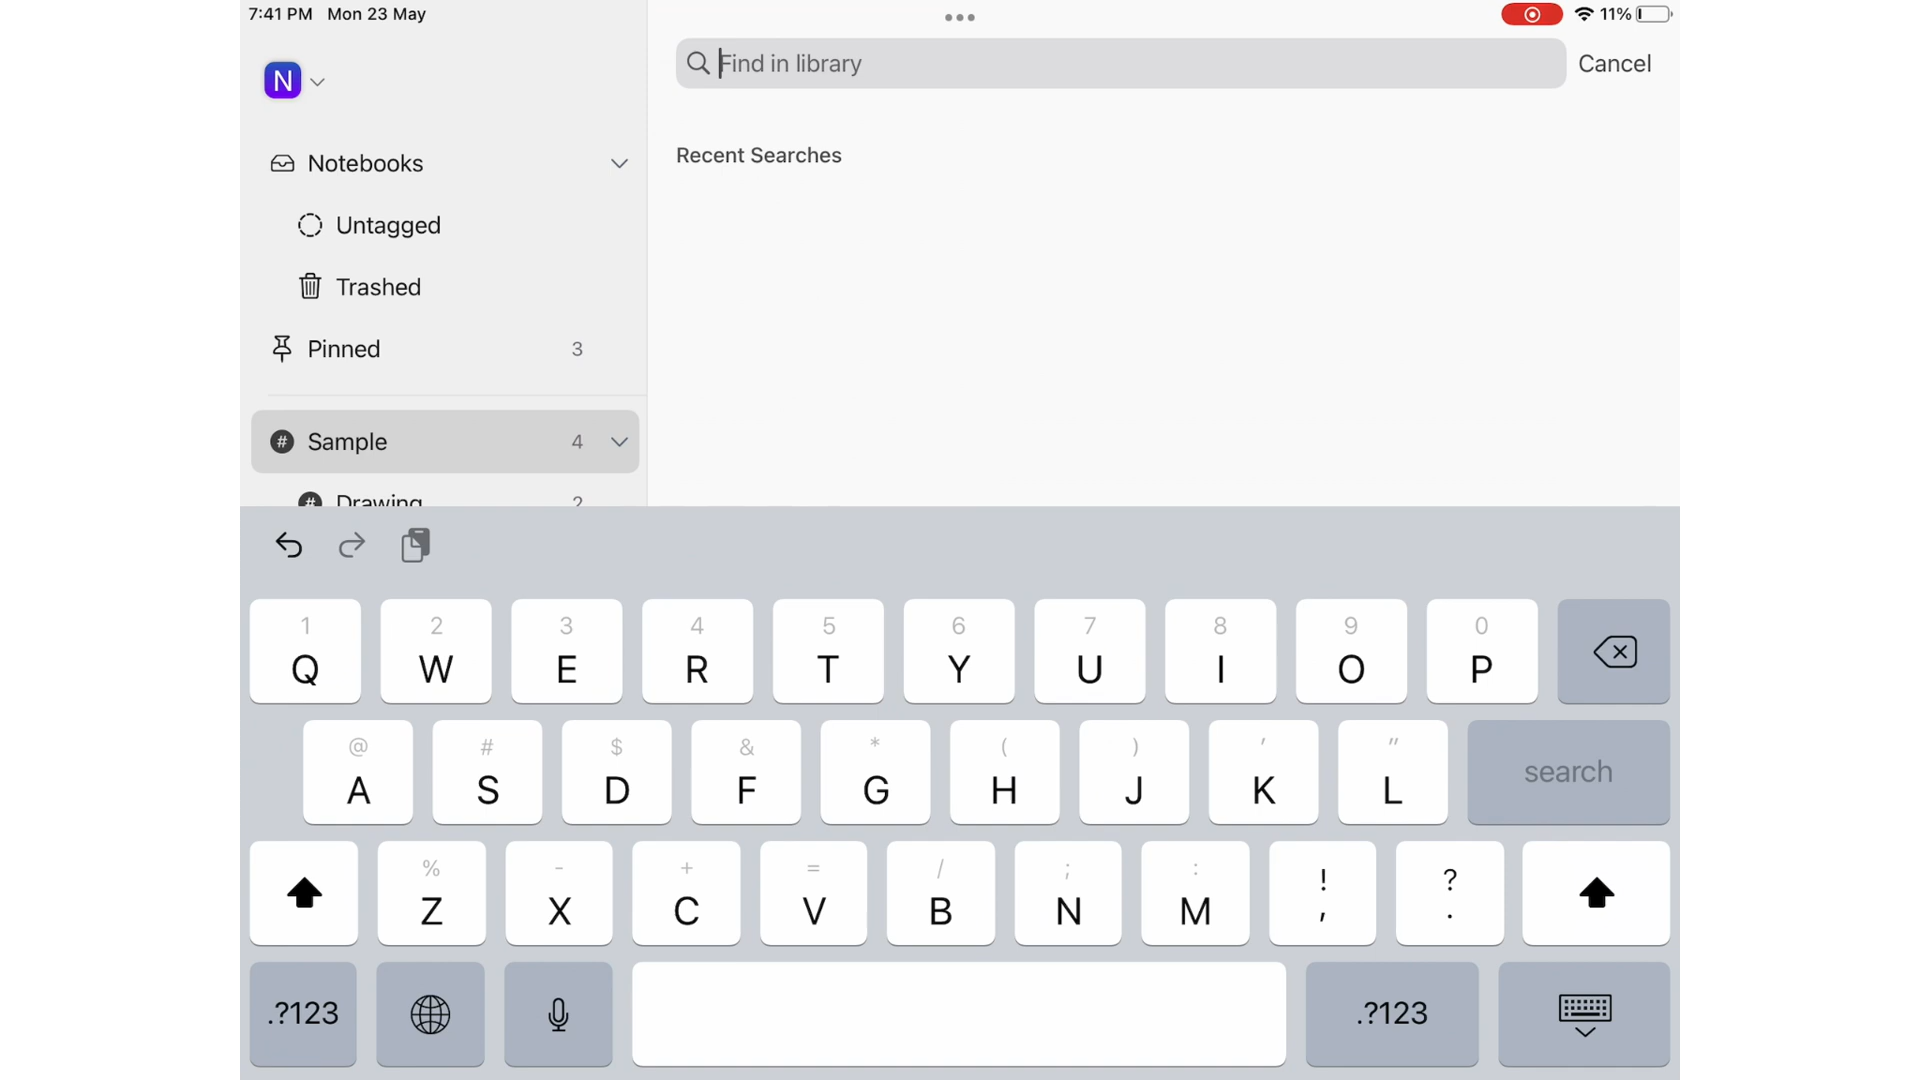 7:41 PM Mon 23 May
11%
N
Find in library
Cancel
Notebooks
Recent Searches
Untagged
Trashed
Pinned 3
# Sample 4
# Drawing 2
1 2 3 4 5 6 7 8 9 0
Q W E R T Y U I O P
@ # $ & * ( ) ' "
A S D F G H J K L search
% - + = / ; : ! ?
Z X C V B N M , .
.?123 .?123